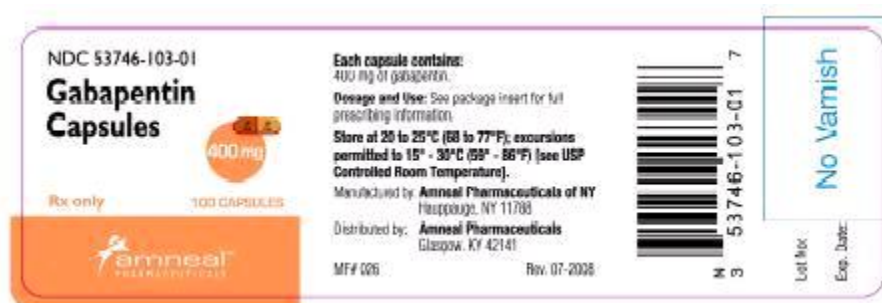 NDC 53746-103-01
Gabapentin
Capsules
400 mg
Rx only
100 CAPSULES
amneal
PHARMACEUTICALS
Each capsule contains:
400 mg of gabapentin.
Dosage and Use: See package insert for full
prescribing information.
Store at 20 to 25°C (68 to 77°F); excursions
permitted to 15° - 30°C (59° - 86°F) [see USP
Controlled Room Temperature].
Manufactured by: Amneal Pharmaceuticals of NY
Hauppauge, NY 11788
Distributed by: Amneal Pharmaceuticals
Glasgow, KY 42141
MF# 026
Rev. 07-2008
N
3 53746-103-01 7
No Varnish
Lot No:
Exp. Date: